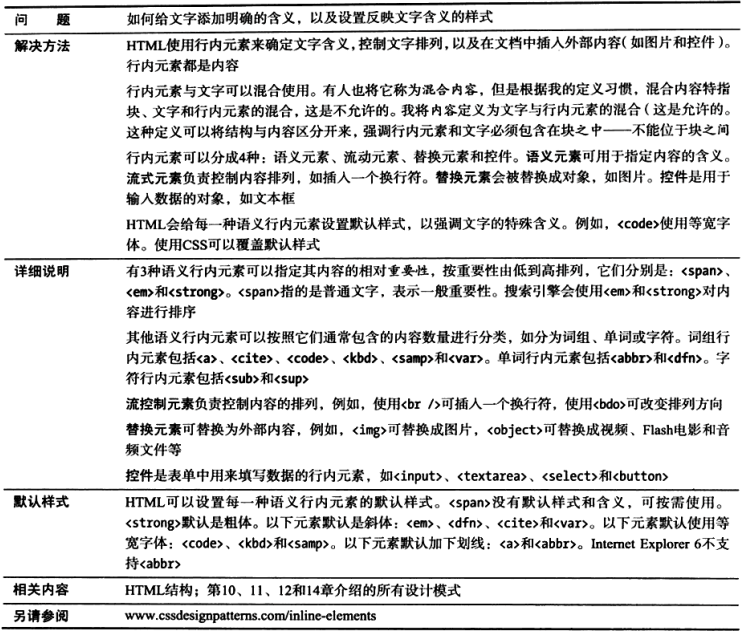 问 题 如何给文字添加明确的含义，以及设置反映文字含义的样式
解决方法 HTML使用行内元素来确定文字含义，控制文字排列，以及在文档中插入外部内容（如图片和控件）。
行内元素都是内容
行内元素与文字可以混合使用。有人也将它称为混合内容，但是根据我的定义习惯，混合内容特指
块、文字和行内元素的混合，这是不允许的。我将内容定义为文字与行内元素的混合（这是允许的。
这种定义可以将结构与内容区分开来，强调行内元素和文字必须包含在块之中——不能位于块之间
行内元素可以分成4种：语义元素、流动元素、替换元素和控件。语义元素可用于指定内容的含义。
流式元素负责控制内容排列，如插入一个换行符。替换元素会被替换成对象，如图片。控件是用于
输入数据的对象，如文本框
HTML会给每一种语义行内元素设置默认样式，以强调文字的特殊含义。例如，<code>使用等宽字
体。使用CSS可以覆盖默认样式
详细说明 有3种语义行内元素可以指定其内容的相对重要性，按重要性由低到高排列，它们分别是：<span>、
<em>和<strong>。<span>指的是普通文字，表示一般重要性。搜索引擎会使用<em>和<strong>对内
容进行排序
其他语义行内元素可以按照它们通常包含的内容数量进行分类，如分为词组、单词或字符。词组行
内元素包括<a>、<cite>、<code>、<kbd>、<samp>和<var>。单词行内元素包括<abbr>和<dfn>。字
符行内元素包括<sub>和<sup>
流控制元素负责控制内容的排列，例如，使用<br />可插入一个换行符，使用<bdo>可改变排列方向
替换元素可替换为外部内容，例如，<img>可替换成图片，<object>可替换成视频、Flash电影和音
频文件等
控件是表单中用来填写数据的行内元素，如<input>、<textarea>、<select>和<button>
默认样式 HTML可以设置每一种语义行内元素的默认样式。<span>没有默认样式和含义，可按需使用。
<strong>默认是粗体。以下元素默认是斜体：<em>、<dfn>、<cite>和<var>。以下元素默认使用等
宽字体：<code>、<kbd>和<samp>。以下元素默认加下划线：<a>和<abbr>。Internet Explorer 6不支
持<abbr>
相关内容 HTML结构；第10、11、12和14章介绍的所有设计模式
另请参阅 www.cssdesignpatterns.com/inline-elements